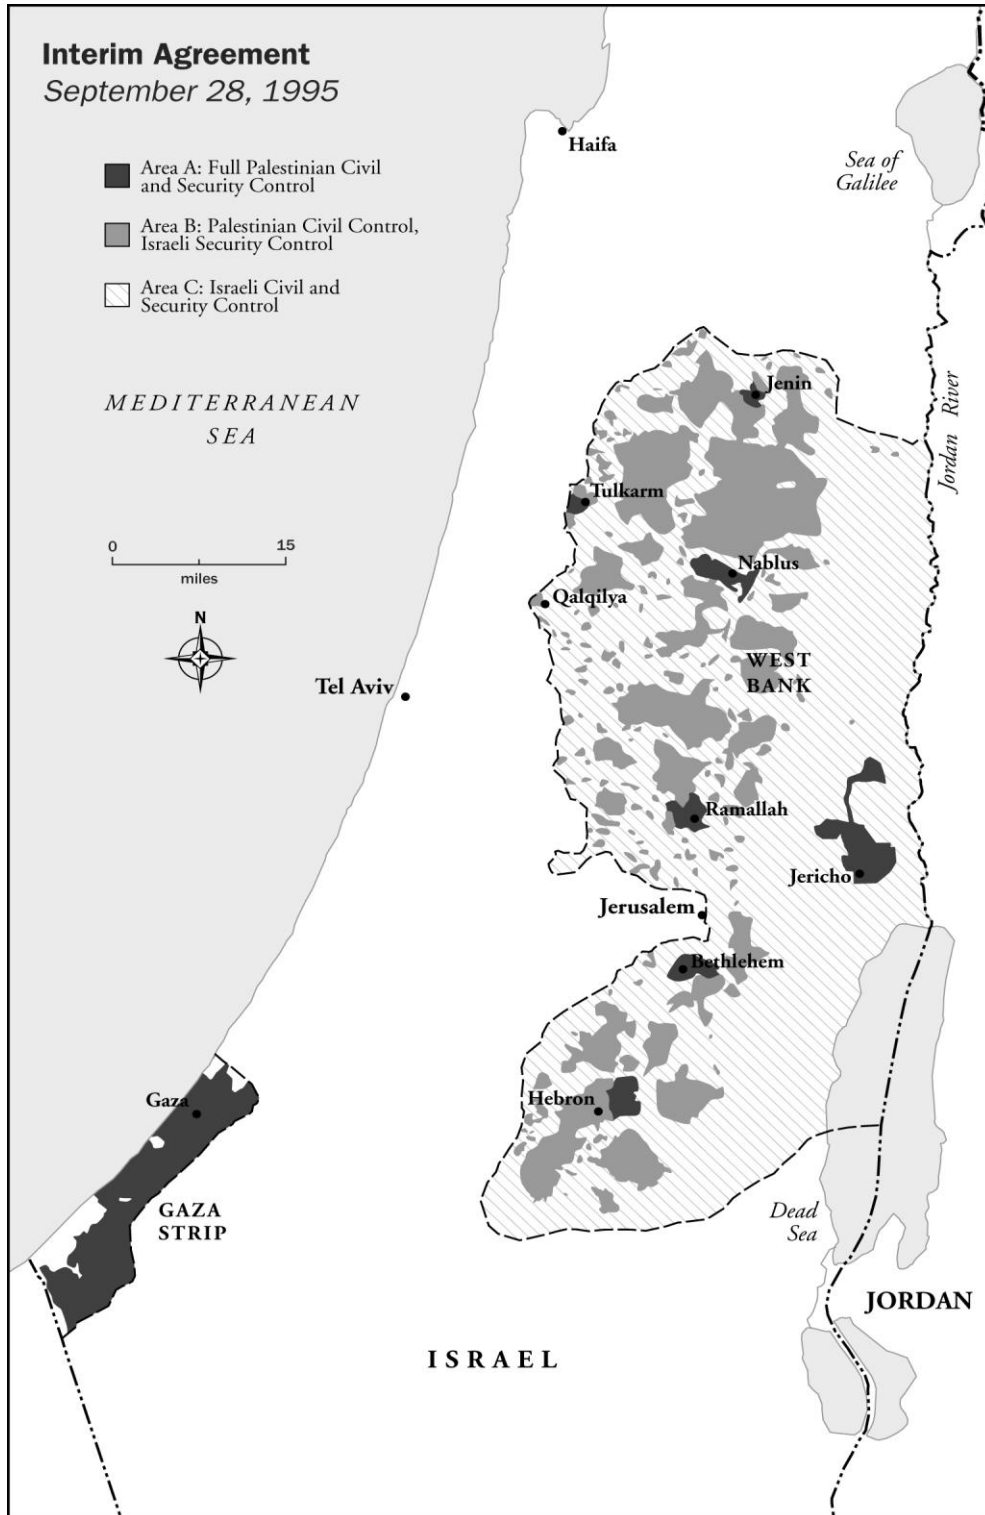 Interim Agreement
September 28, 1995
Area A: Full Palestinian Civil
and Security Control
Area B: Palestinian Civil Control,
Israeli Security Control
Area C: Israeli Civil and
Security Control
MEDITERRANEAN
SEA
0 15
miles
N
Haifa
Sea of
Galilee
Jordan River
Jenin
Tulkarm
Nablus
Qalqilya
WEST
BANK
Tel Aviv
Ramallah
Jericho
Jerusalem
Bethlehem
Hebron
Gaza
GAZA
STRIP
Dead
Sea
JORDAN
ISRAEL